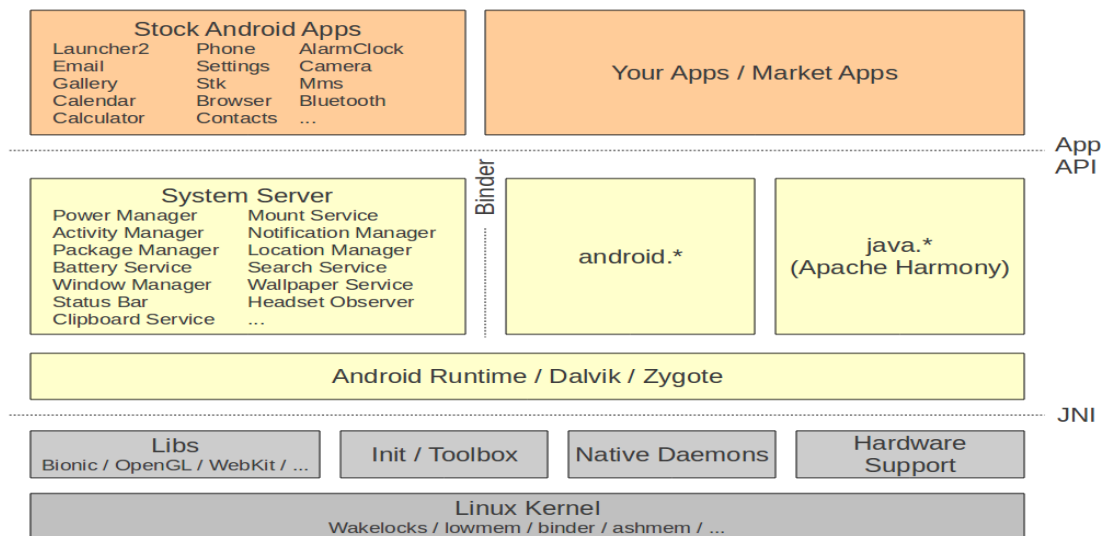 Stock Android Apps
Launcher2 Phone AlarmClock
Email Settings Camera
Gallery Stk Mms
Calendar Browser Bluetooth
Calculator Contacts ...
Your Apps / Market Apps
App
API
System Server
Power Manager Mount Service
Activity Manager Notification Manager
Package Manager Location Manager
Battery Service Search Service
Window Manager Wallpaper Service
Status Bar Headset Observer
Clipboard Service ...
Binder
android.*
java.*
(Apache Harmony)
Android Runtime / Dalvik / Zygote
JNI
Libs
Bionic / OpenGL / WebKit / ...
Init / Toolbox
Native Daemons
Hardware
Support
Linux Kernel
Wakelocks / lowmem / binder / ashmem / ...